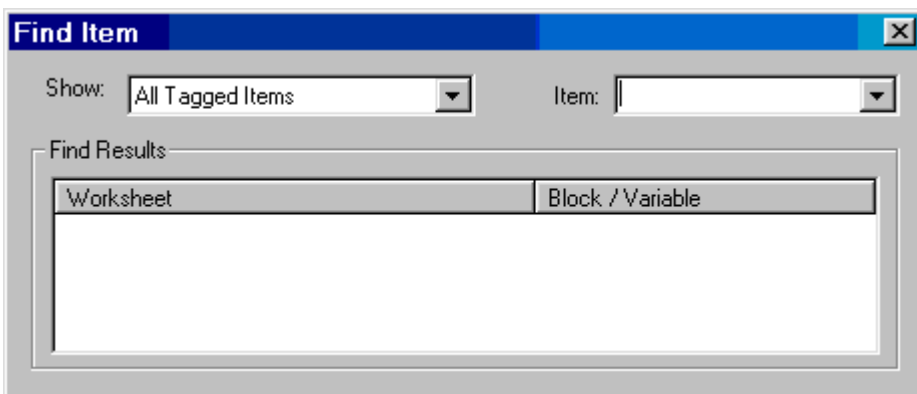 Find Item
Show: All Tagged Items Item:
Find Results
Worksheet Block / Variable